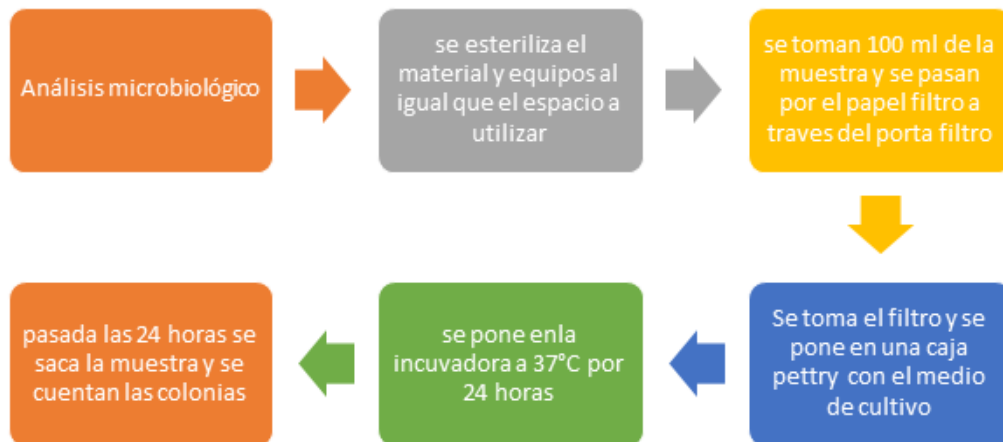 Análisis microbiológico
se esteriliza el
material y equipos al
igual que el espacio a
utilizar
se toman 100 ml de la
muestra y se pasan
por el papel filtro a
traves del porta filtro
Se toma el filtro y se
pone en una caja
pettry con el medio
de cultivo
se pone enla
incuvadora a 37°C por
24 horas
pasada las 24 horas se
saca la muestra y se
cuentan las colonias